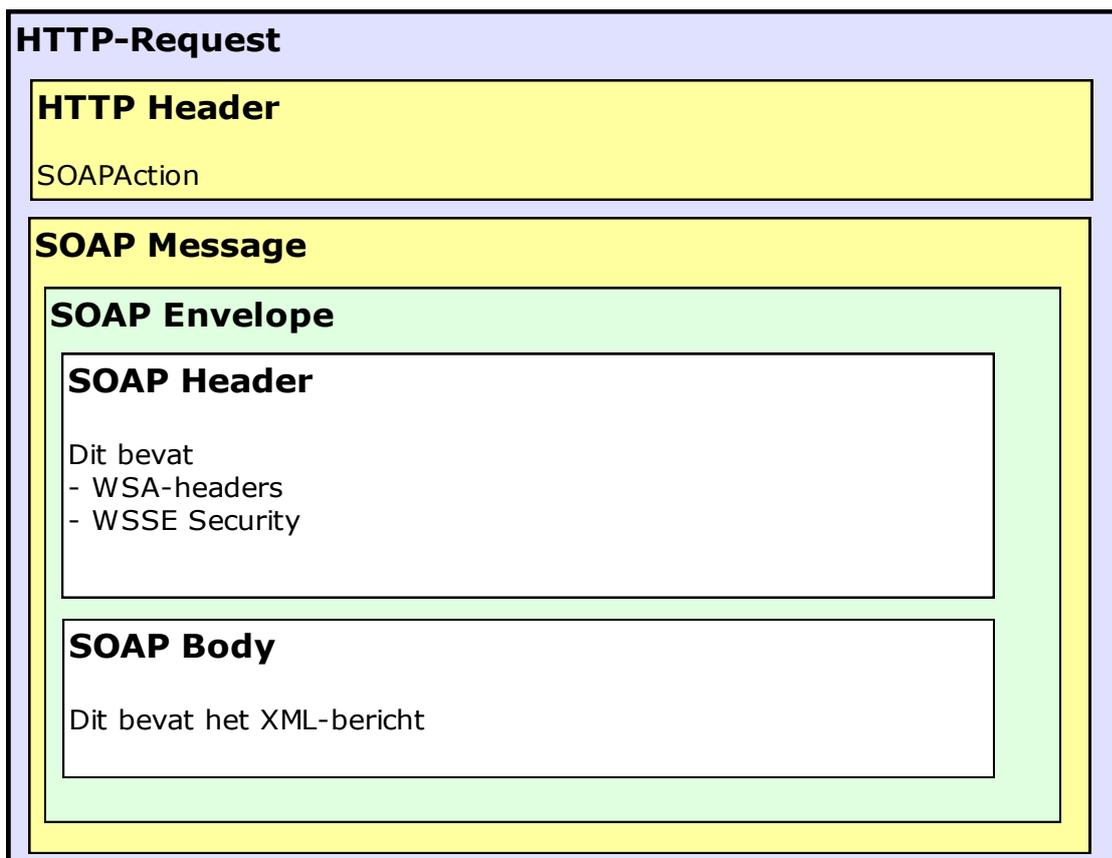 HTTP-Request
HTTP Header
SOAPAction
SOAP Message
SOAP Envelope
SOAP Header
Dit bevat
- WSA-headers
- WSSE Security
SOAP Body
Dit bevat het XML-bericht